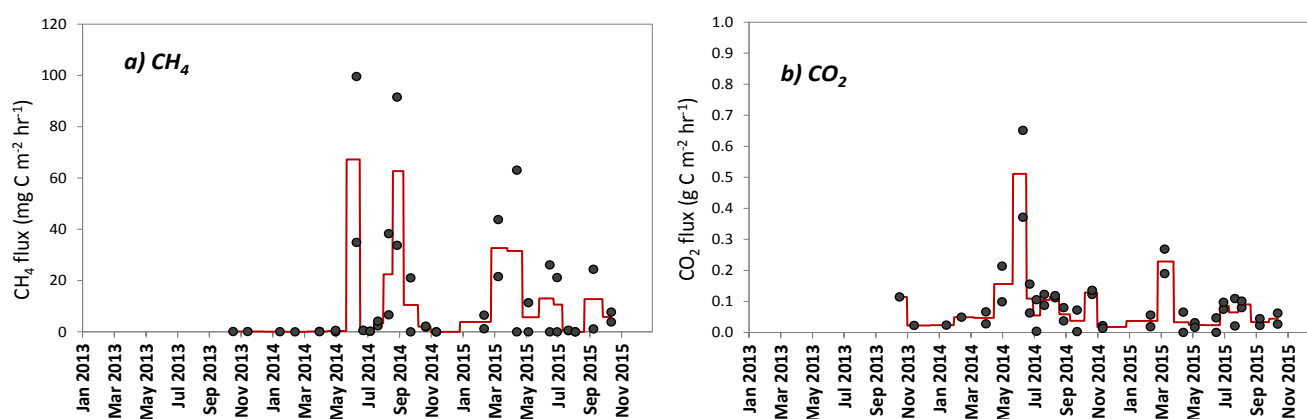 a) CH4
CH4 flux (mg C m-2 hr-1)
120
100
80
60
40
20
0
Jan 2013
Mar 2013
May 2013
Jul 2013
Sep 2013
Nov 2013
Jan 2014
Mar 2014
May 2014
Jul 2014
Sep 2014
Nov 2014
Jan 2015
Mar 2015
May 2015
Jul 2015
Sep 2015
Nov 2015
b) CO2
CO2 flux (g C m-2 hr-1)
1.0
0.9
0.8
0.7
0.6
0.5
0.4
0.3
0.2
0.1
0.0
Jan 2013
Mar 2013
May 2013
Jul 2013
Sep 2013
Nov 2013
Jan 2014
Mar 2014
May 2014
Jul 2014
Sep 2014
Nov 2014
Jan 2015
Mar 2015
May 2015
Jul 2015
Sep 2015
Nov 2015